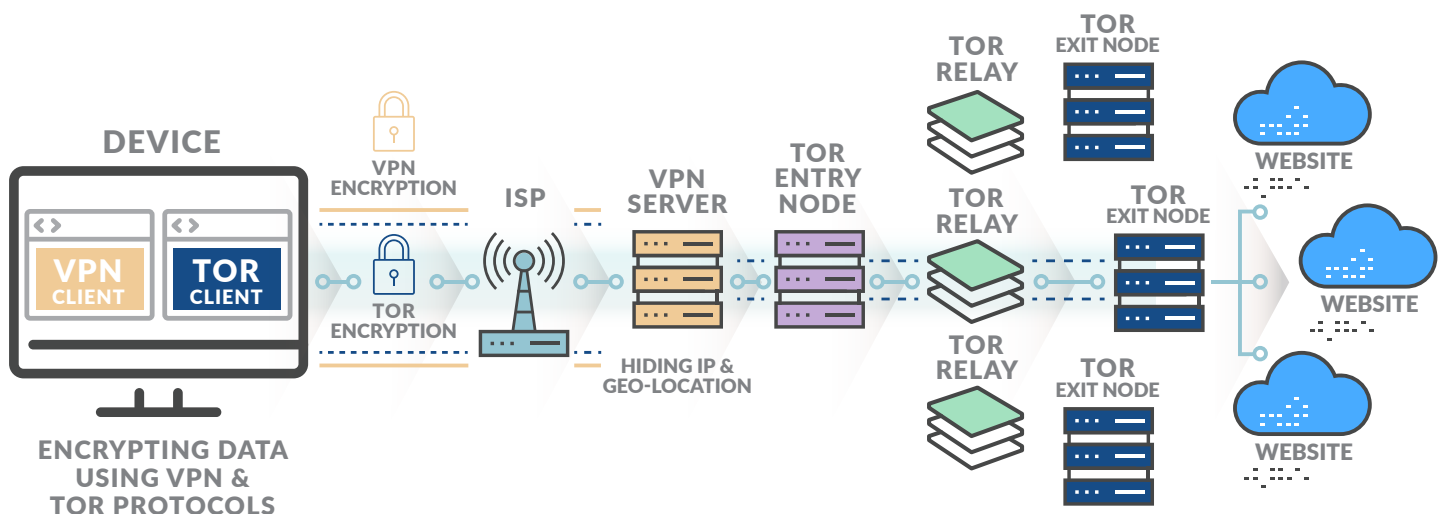 DEVICE
< >
VPN
CLIENT
< >
TOR
CLIENT
ENCRYPTING DATA
USING VPN &
TOR PROTOCOLS
VPN
ENCRYPTION
TOR
ENCRYPTION
ISP
VPN
SERVER
HIDING IP &
GEO-LOCATION
TOR
ENTRY
NODE
TOR
RELAY
TOR
EXIT NODE
TOR
RELAY
TOR
EXIT NODE
TOR
RELAY
TOR
EXIT NODE
WEBSITE
WEBSITE
WEBSITE